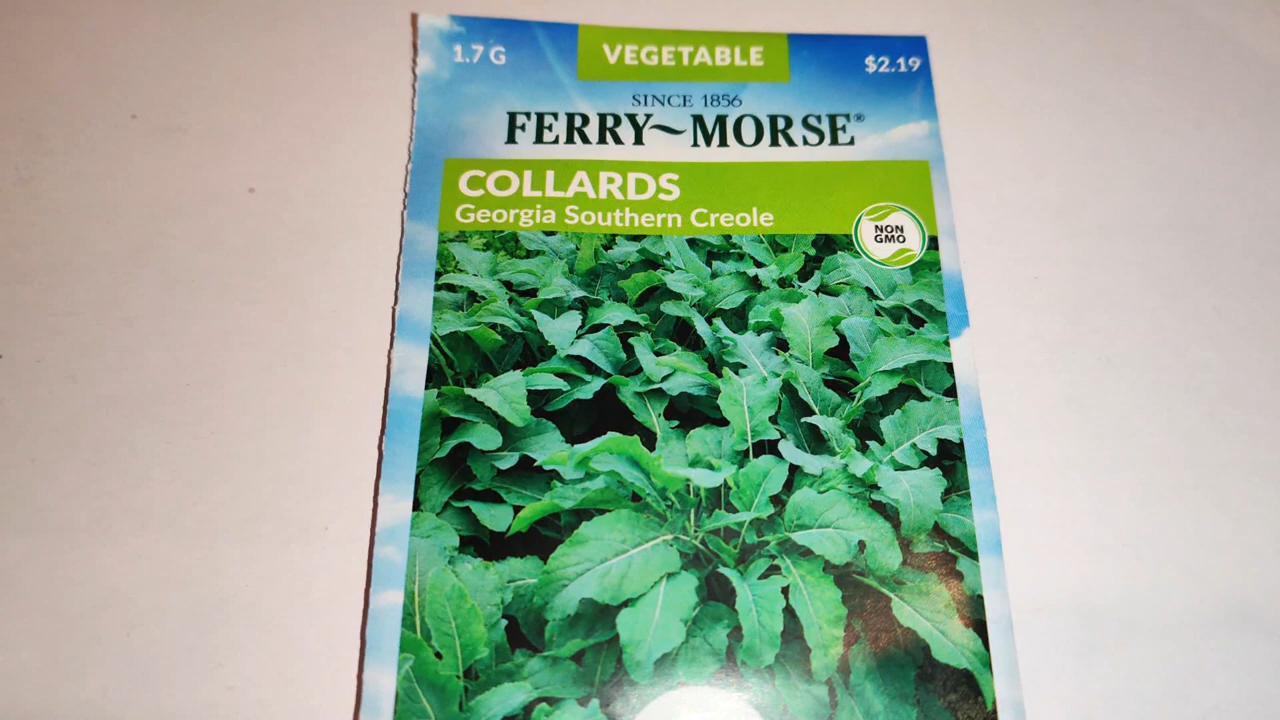 1.7 G
VEGETABLE
$2.19
SINCE 1856
FERRY~MORSE®
COLLARDS
Georgia Southern Creole
NON
GMO